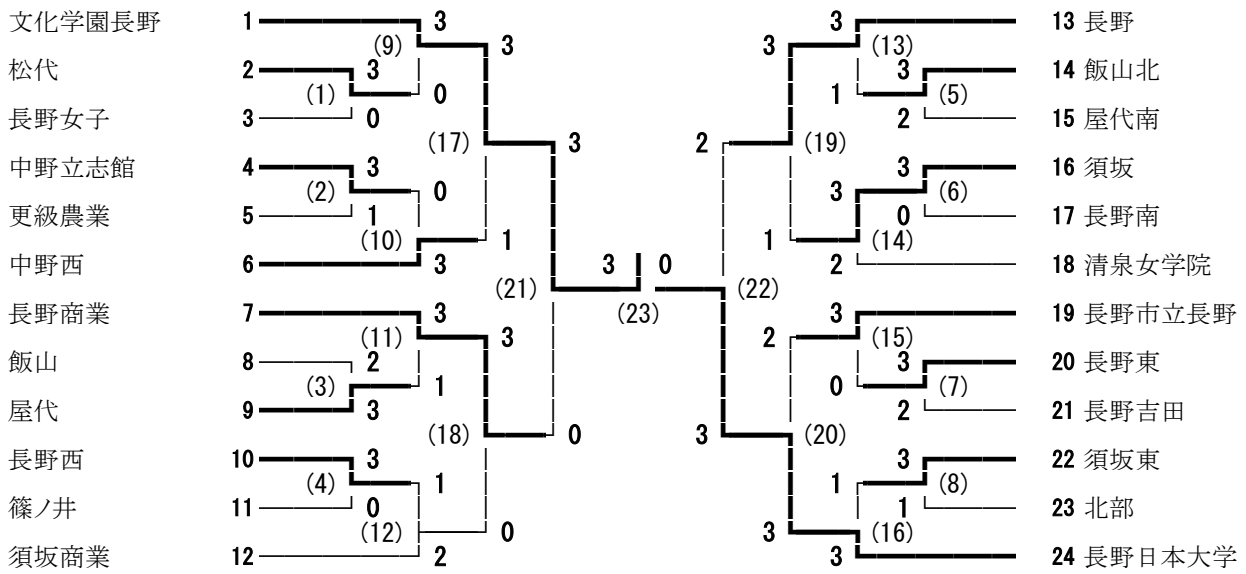 文化学園長野 1 3 3 13 長野
(9) 3 3 (13)
松代 2 3 3 14 飯山北
(1) 0 1 (5)
長野女子 3 0 2 15 屋代南
(17) 3 2 (19)
中野立志館 4 3 3 16 須坂
(2) 0 3 (6)
更級農業 5 1 0 17 長野南
(10) 1 1 (14)
中野西 6 3 2 18 清泉女学院
(21) 3 0 (22)
(23)
長野商業 7 3 3 19 長野市立長野
(11) 3 2 (15)
飯山 8 2 3 20 長野東
(3) 1 0 (7)
屋代 9 3 2 21 長野吉田
(18) 0 3 (20)
長野西 10 3 3 22 須坂東
(4) 1 1 (8)
篠ノ井 11 0 1 23 北部
(12) 0 3 (16)
須坂商業 12 2 3 24 長野日本大学